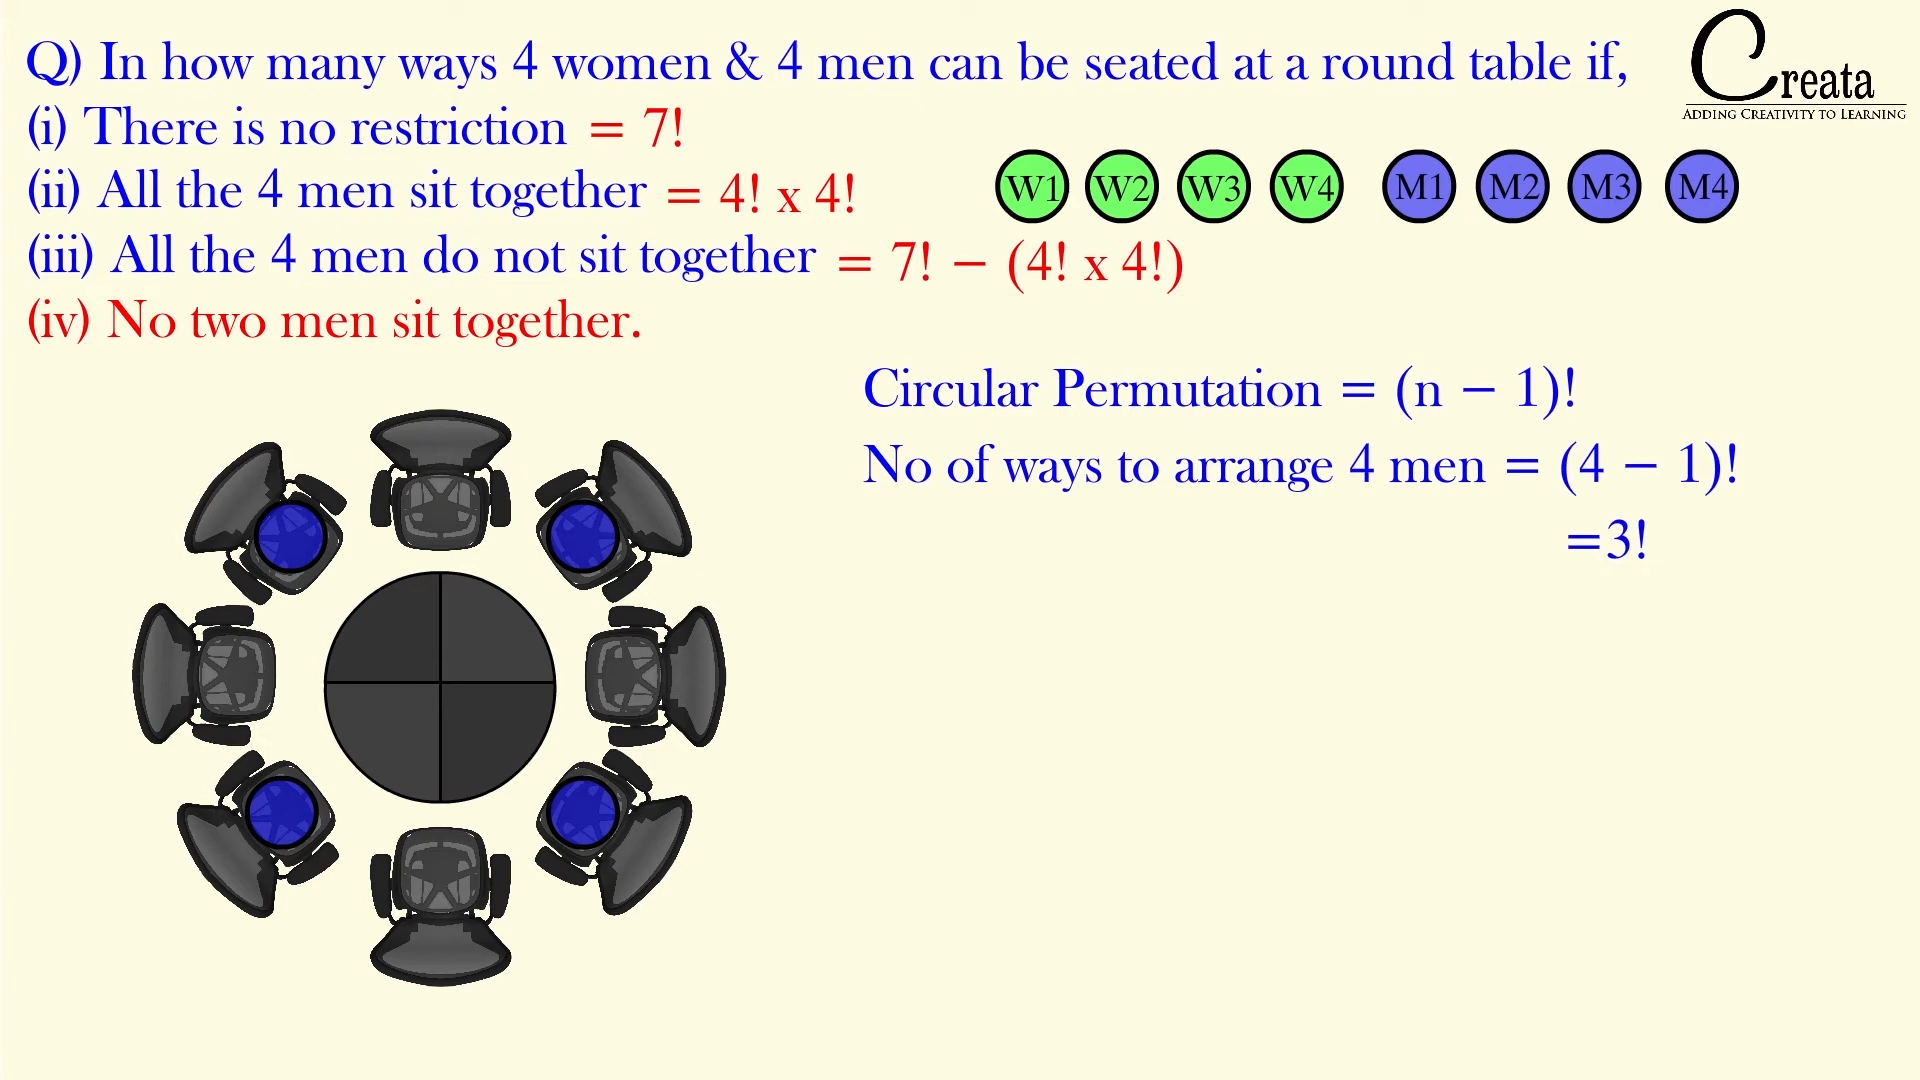 Q) In how many ways 4 women & 4 men can be seated at a round table if,
Creata
ADDING CREATIVITY TO LEARNING
(i) There is no restriction = 7!
(ii) All the 4 men sit together = 4! x 4!
W1 W2 W3 W4 M1 M2 M3 M4
(iii) All the 4 men do not sit together = 7! − (4! x 4!)
(iv) No two men sit together.
Circular Permutation = (n − 1)!
No of ways to arrange 4 men = (4 − 1)!
=3!